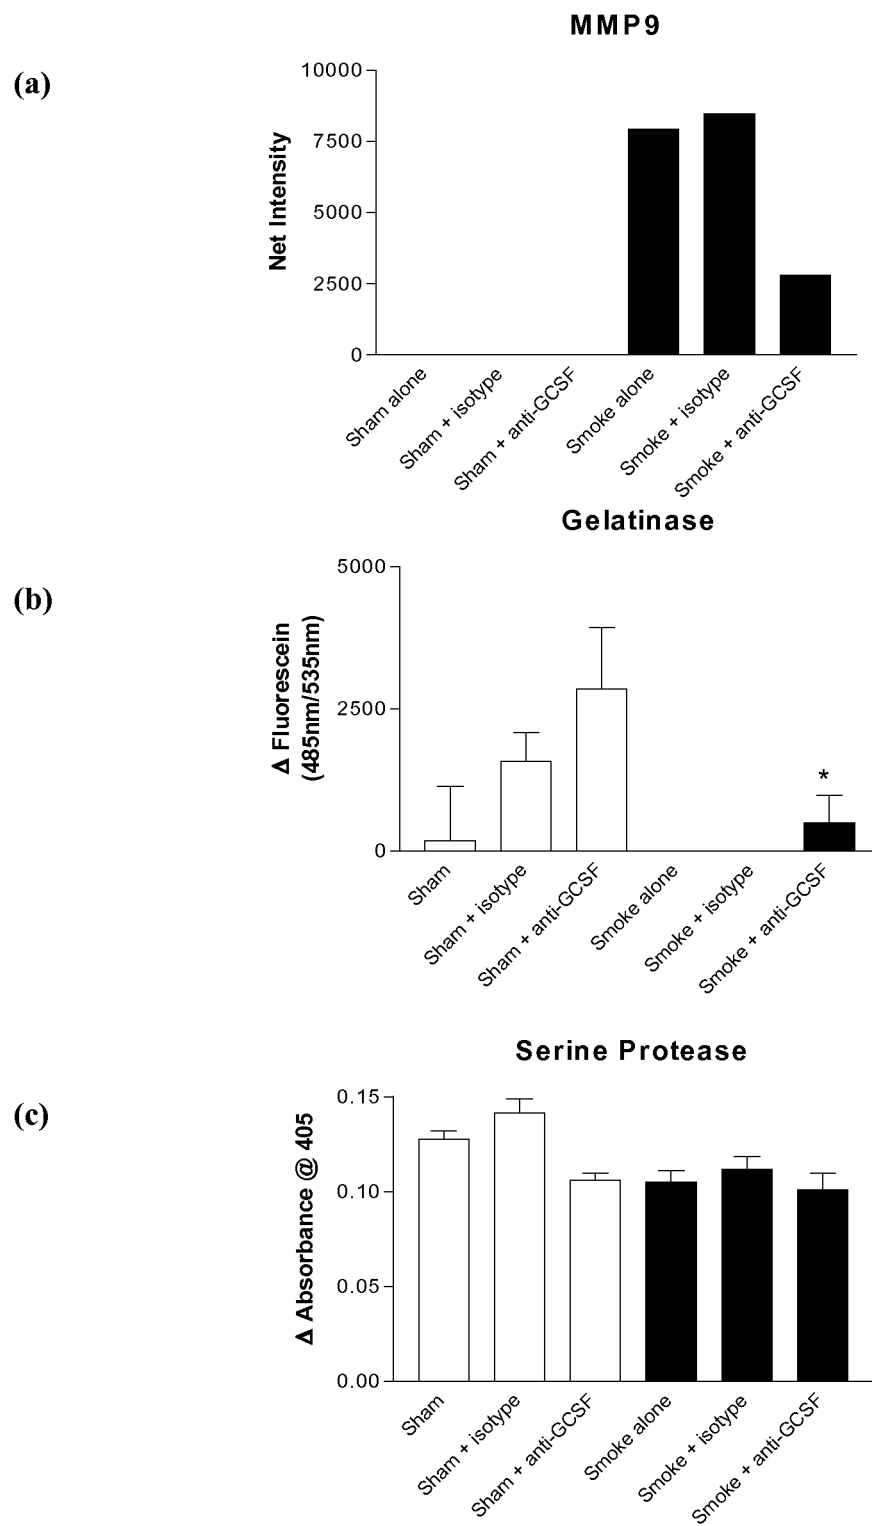 MMP9
(a)
10000
7500
5000
2500
0
Net Intensity
Sham alone
Sham + isotype
Sham + anti-GCSF
Smoke alone
Smoke + isotype
Smoke + anti-GCSF
Gelatinase
(b)
5000
2500
0
Δ Fluorescein
(485nm/535nm)
*
Sham
Sham + isotype
Sham + anti-GCSF
Smoke alone
Smoke + isotype
Smoke + anti-GCSF
Serine Protease
(c)
0.15
0.10
0.05
0.00
Δ Absorbance @ 405
Sham
Sham + isotype
Sham + anti-GCSF
Smoke alone
Smoke + isotype
Smoke + anti-GCSF